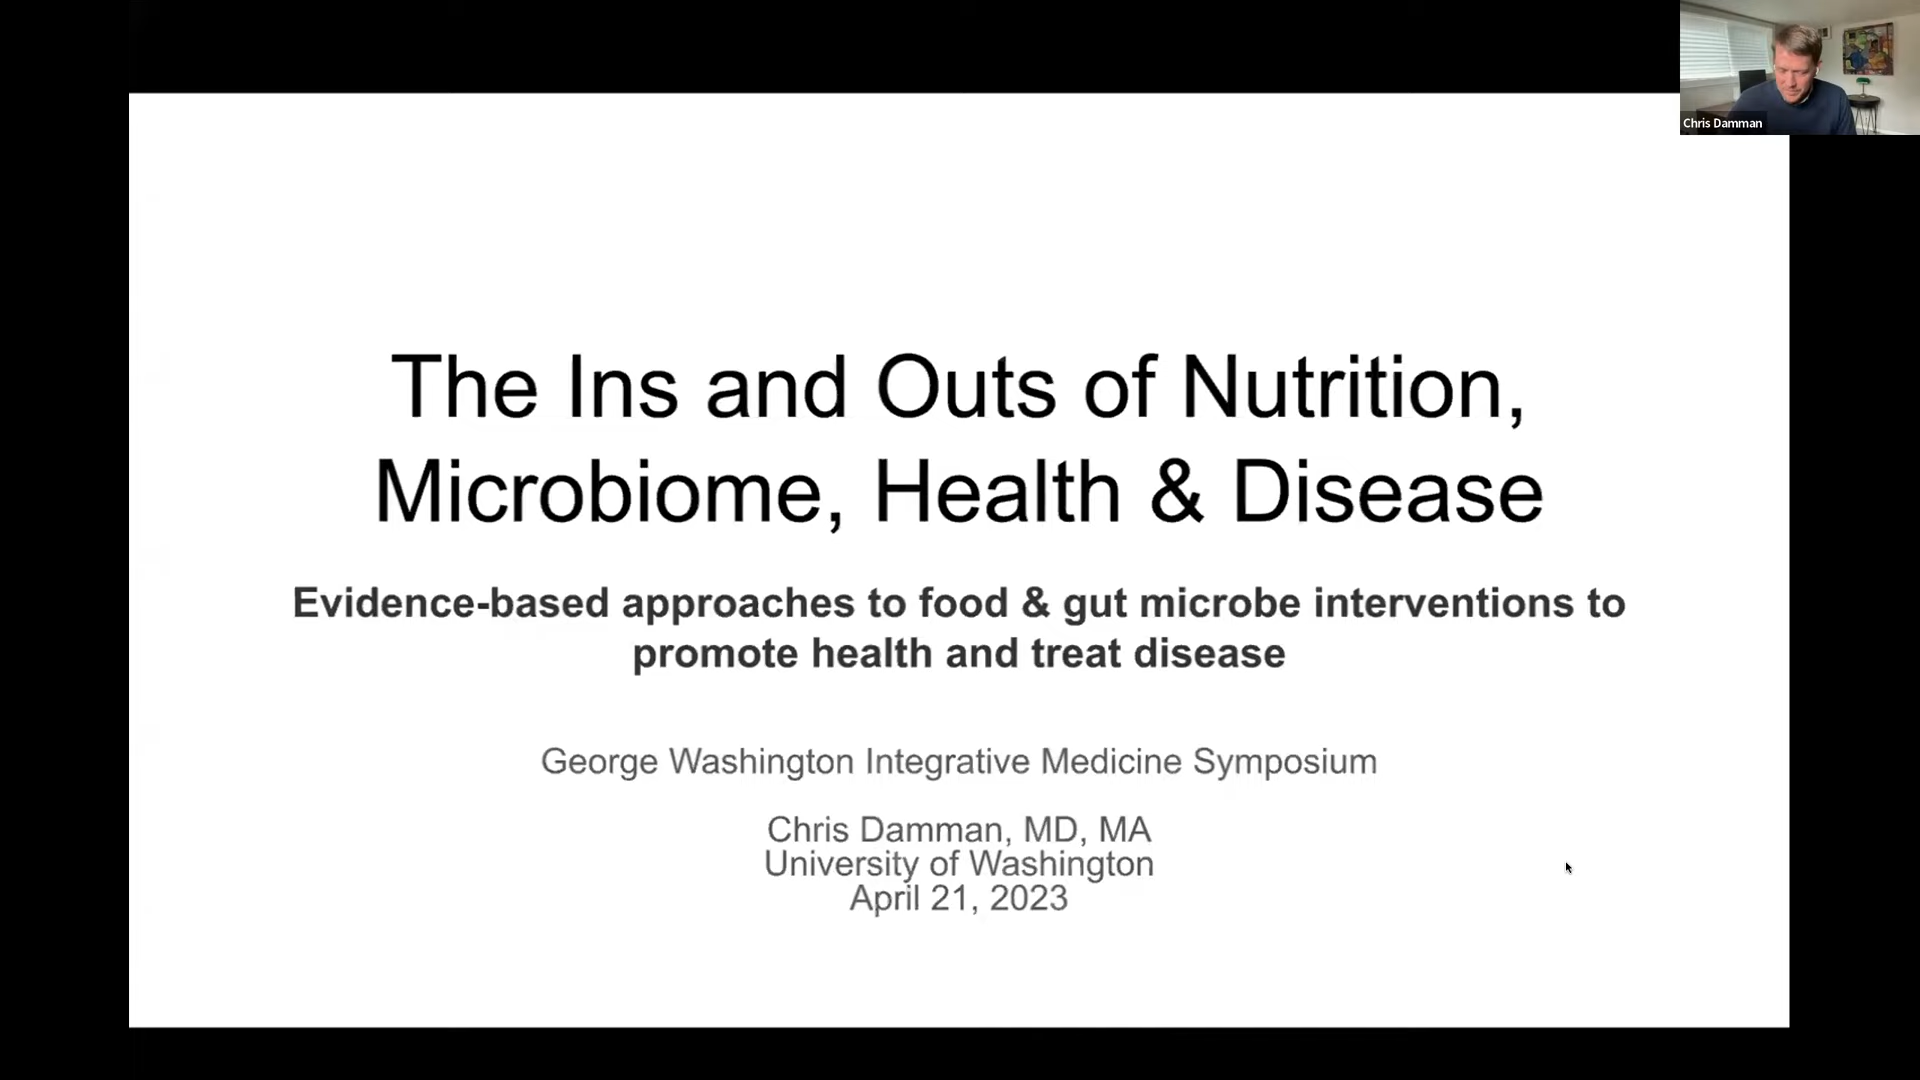 Chris Damman
The Ins and Outs of Nutrition,
Microbiome, Health & Disease
Evidence-based approaches to food & gut microbe interventions to
promote health and treat disease
George Washington Integrative Medicine Symposium
Chris Damman, MD, MA
University of Washington
April 21, 2023